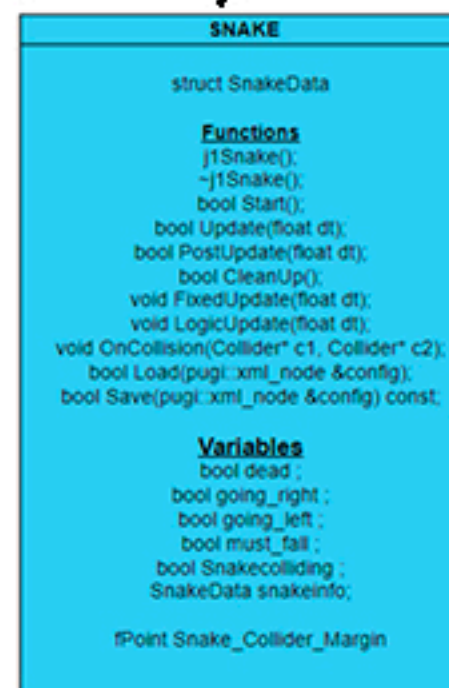 SNAKE
struct SnakeData
Functions
j1Snake();
~j1Snake();
bool Start();
bool Update(float dt);
bool PostUpdate(float dt);
bool CleanUp();
void FixedUpdate(float dt);
void LogicUpdate(float dt);
void OnCollision(Collider* c1, Collider* c2);
bool Load(pugi::xml_node &config);
bool Save(pugi::xml_node &config) const;
Variables
bool dead ;
bool going_right ;
bool going_left ;
bool must_fall ;
bool Snakecolliding ;
SnakeData snakeinfo;
fPoint Snake_Collider_Margin